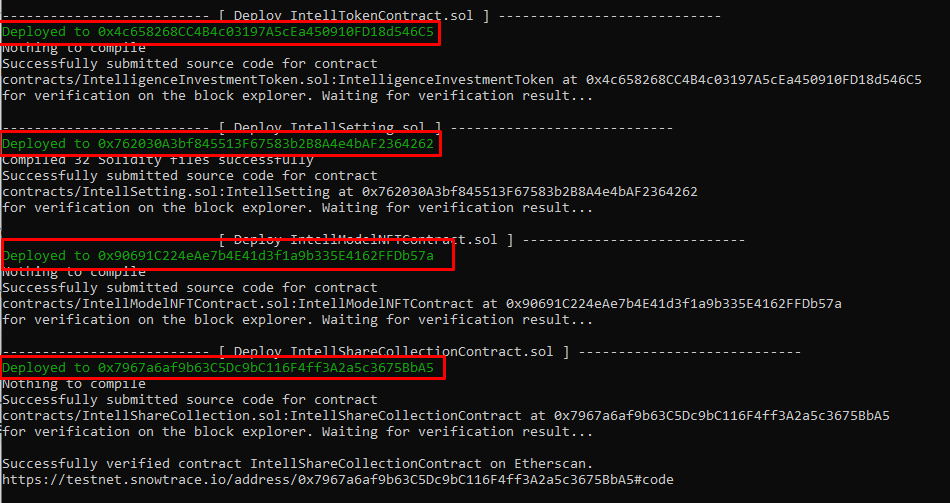 -------------------------- [ Deploy IntellTokenContract.sol ] ----------------------------
Deployed to 0x4c658268CC4B4c03197A5cEa450910FD18d546C5
Nothing to compile
Successfully submitted source code for contract
contracts/IntelligenceInvestmentToken.sol:IntelligenceInvestmentToken at 0x4c658268CC4B4c03197A5cEa450910FD18d546C5
for verification on the block explorer. Waiting for verification result...
-------------------------- [ Deploy IntellSetting.sol ] ----------------------------
Deployed to 0x762030A3bf845513F67583b2B8A4e4bAF2364262
Compiled 32 Solidity files successfully
Successfully submitted source code for contract
contracts/IntellSetting.sol:IntellSetting at 0x762030A3bf845513F67583b2B8A4e4bAF2364262
for verification on the block explorer. Waiting for verification result...
-------------------------- [ Deploy IntellModelNFTContract.sol ] ----------------------------
Deployed to 0x90691C224eAe7b4E41d3f1a9b335E4162FFDb57a
Nothing to compile
Successfully submitted source code for contract
contracts/IntellModelNFTContract.sol:IntellModelNFTContract at 0x90691C224eAe7b4E41d3f1a9b335E4162FFDb57a
for verification on the block explorer. Waiting for verification result...
-------------------------- [ Deploy IntellShareCollectionContract.sol ] ----------------------------
Deployed to 0x7967a6af9b63C5Dc9bC116F4ff3A2a5c3675BbA5
Nothing to compile
Successfully submitted source code for contract
contracts/IntellShareCollection.sol:IntellShareCollectionContract at 0x7967a6af9b63C5Dc9bC116F4ff3A2a5c3675BbA5
for verification on the block explorer. Waiting for verification result...
Successfully verified contract IntellShareCollectionContract on Etherscan.
https://testnet.snowtrace.io/address/0x7967a6af9b63C5Dc9bC116F4ff3A2a5c3675BbA5#code